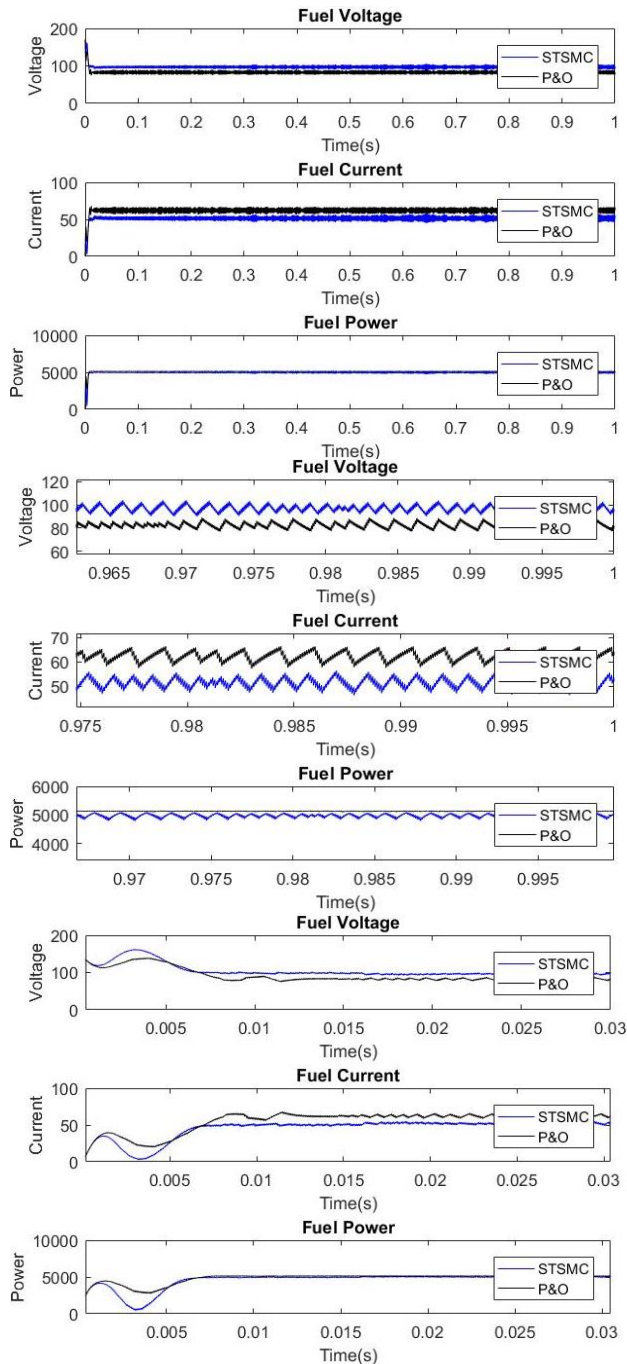 Fuel Voltage
200
100
0
Voltage
STSMC
P&O
0 0.1 0.2 0.3 0.4 0.5 0.6 0.7 0.8 0.9 1
Time(s)
Fuel Current
100
50
0
Current
STSMC
P&O
0 0.1 0.2 0.3 0.4 0.5 0.6 0.7 0.8 0.9 1
Time(s)
Fuel Power
10000
5000
0
Power
STSMC
P&O
0 0.1 0.2 0.3 0.4 0.5 0.6 0.7 0.8 0.9 1
Time(s)
Fuel Voltage
120
100
80
60
Voltage
STSMC
P&O
0.965 0.97 0.975 0.98 0.985 0.99 0.995 1
Time(s)
Fuel Current
70
60
50
Current
STSMC
P&O
0.975 0.98 0.985 0.99 0.995 1
Time(s)
Fuel Power
6000
5000
4000
Power
STSMC
P&O
0.97 0.975 0.98 0.985 0.99 0.995
Time(s)
Fuel Voltage
200
100
0
Voltage
STSMC
P&O
0.005 0.01 0.015 0.02 0.025 0.03
Time(s)
Fuel Current
100
50
0
Current
STSMC
P&O
0.005 0.01 0.015 0.02 0.025 0.03
Time(s)
Fuel Power
10000
5000
0
Power
STSMC
P&O
0.005 0.01 0.015 0.02 0.025 0.03
Time(s)